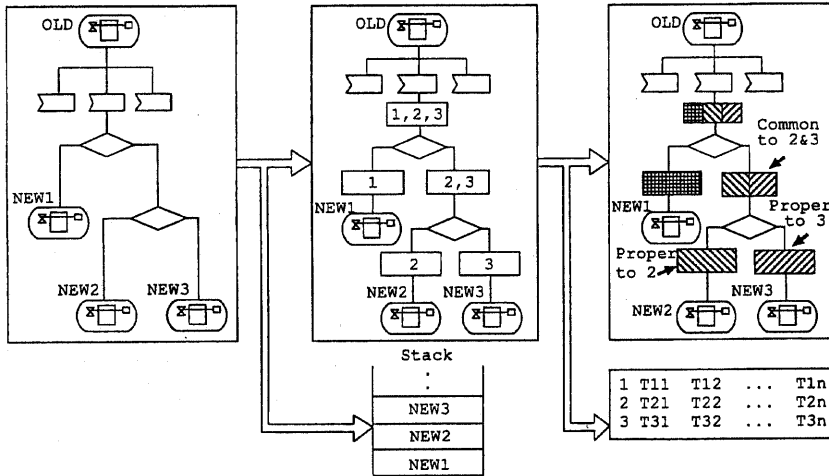 OLD
NEW1
NEW2 NEW3
OLD
1,2,3
1 2,3
NEW1
2 3
NEW2 NEW3
Stack
:
NEW3
NEW2
NEW1
OLD
Common
to 2&3
NEW1
Proper
to 3
Proper
to 2
NEW3
NEW2
1 T11 T12 ... T1n
2 T21 T22 ... T2n
3 T31 T32 ... T3n